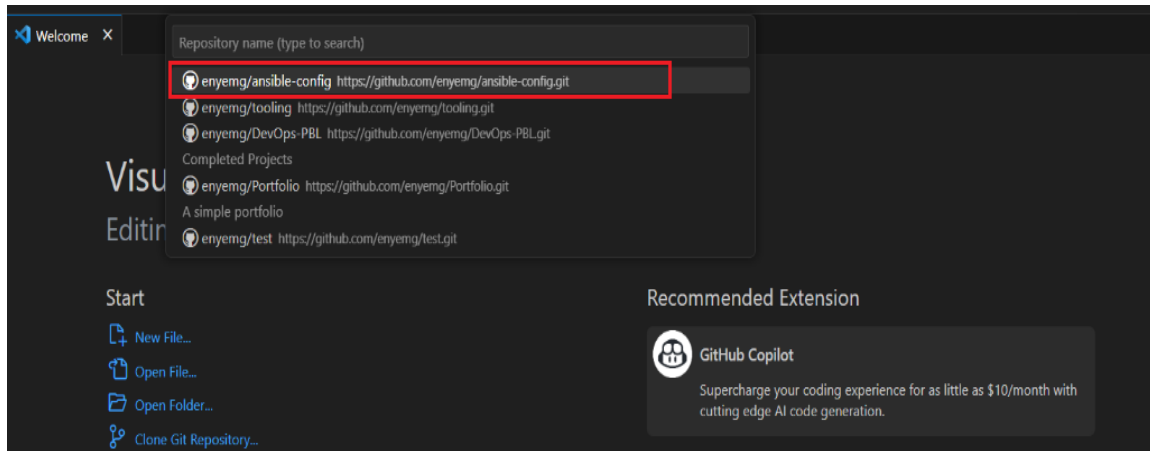 Welcome
Repository name (type to search)
enyemg/ansible-config https://github.com/enyemg/ansible-config.git
enyemg/tooling https://github.com/enyemg/tooling.git
enyemg/DevOps-PBL https://github.com/enyemg/DevOps-PBL.git
Completed Projects
enyemg/Portfolio https://github.com/enyemg/Portfolio.git
A simple portfolio
enyemg/test https://github.com/enyemg/test.git
Visu
Editin
Start
New File...
Open File...
Open Folder...
Clone Git Repository...
Recommended Extension
GitHub Copilot
Supercharge your coding experience for as little as $10/month with
cutting edge AI code generation.